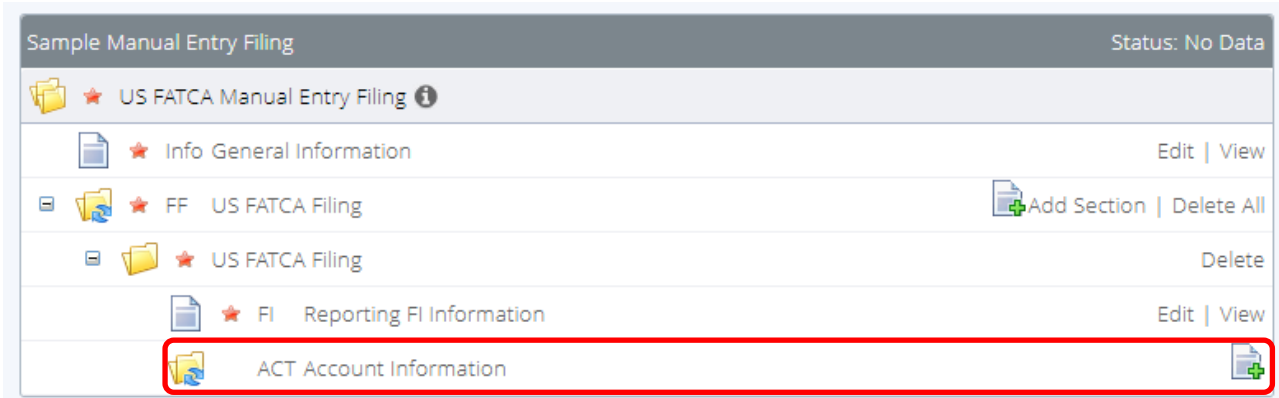 Sample Manual Entry Filing Status: No Data
US FATCA Manual Entry Filing
Info General Information Edit | View
FF US FATCA Filing Add Section | Delete All
US FATCA Filing Delete
FI Reporting FI Information Edit | View
ACT Account Information